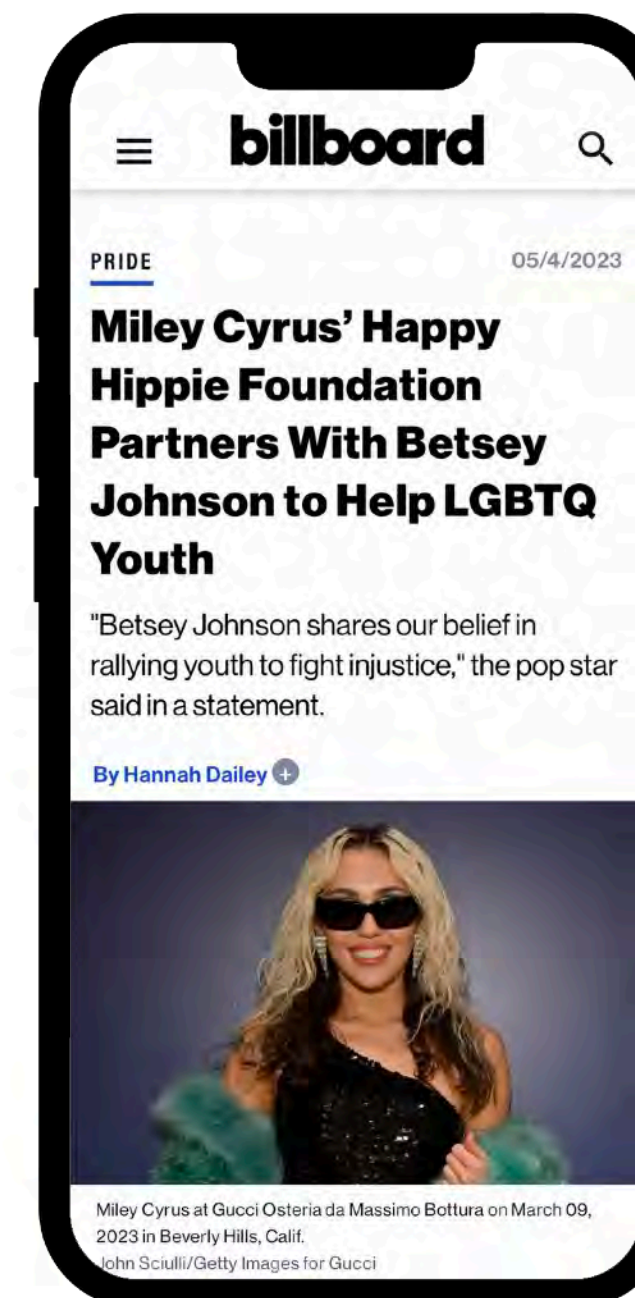 billboard
PRIDE
05/4/2023
Miley Cyrus’ Happy
Hippie Foundation
Partners With Betsey
Johnson to Help LGBTQ
Youth
"Betsey Johnson shares our belief in
rallying youth to fight injustice," the pop star
said in a statement.
By Hannah Dailey +
Miley Cyrus at Gucci Osteria da Massimo Bottura on March 09,
2023 in Beverly Hills, Calif.
John Sciulli/Getty Images for Gucci